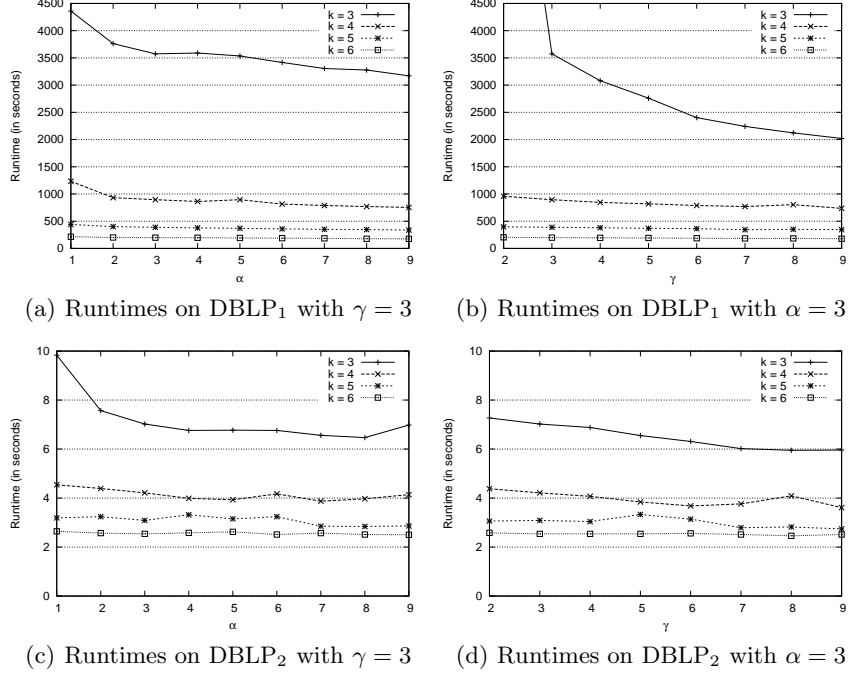 4500
4000
3500
3000
2500
2000
1500
1000
500
0
Runtime (in seconds)
k = 3
k = 4
k = 5
k = 6
1 2 3 4 5 6 7 8 9
α
(a) Runtimes on DBLP₁ with γ = 3
4500
4000
3500
3000
2500
2000
1500
1000
500
0
Runtime (in seconds)
k = 3
k = 4
k = 5
k = 6
2 3 4 5 6 7 8 9
γ
(b) Runtimes on DBLP₁ with α = 3
10
8
6
4
2
0
Runtime (in seconds)
k = 3
k = 4
k = 5
k = 6
1 2 3 4 5 6 7 8 9
α
(c) Runtimes on DBLP₂ with γ = 3
10
8
6
4
2
0
Runtime (in seconds)
k = 3
k = 4
k = 5
k = 6
2 3 4 5 6 7 8 9
γ
(d) Runtimes on DBLP₂ with α = 3